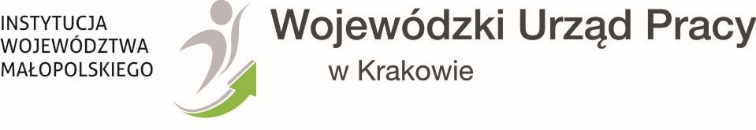 INSTYTUCJA
WOJEWÓDZTWA
MAŁOPOLSKIEGO
Wojewódzki Urząd Pracy
w Krakowie